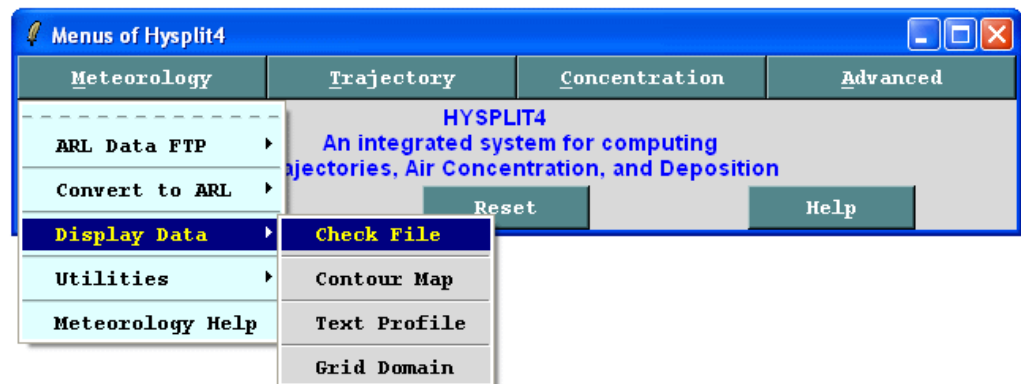 Menus of Hysplit4
Meteorology Trajectory Concentration Advanced
HYSPLIT4
An integrated system for computing
ajectories, Air Concentration, and Deposition
Reset Help
ARL Data FTP
Convert to ARL
Display Data
Utilities
Meteorology Help
Check File
Contour Map
Text Profile
Grid Domain